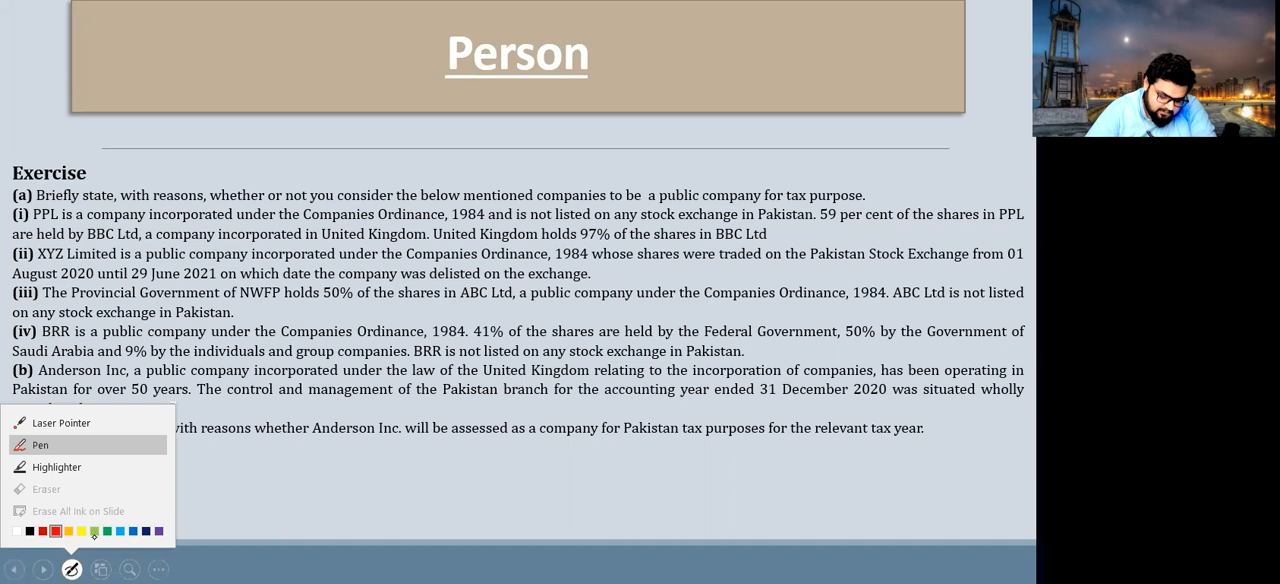 Person
Exercise
(a) Briefly state, with reasons, whether or not you consider the below mentioned companies to be a public company for tax purpose.
(i) PPL is a company incorporated under the Companies Ordinance, 1984 and is not listed on any stock exchange in Pakistan. 59 per cent of the shares in PPL
are held by BBC Ltd, a company incorporated in United Kingdom. United Kingdom holds 97% of the shares in BBC Ltd
(ii) XYZ Limited is a public company incorporated under the Companies Ordinance, 1984 whose shares were traded on the Pakistan Stock Exchange from 01
August 2020 until 29 June 2021 on which date the company was delisted on the exchange.
(iii) The Provincial Government of NWFP holds 50% of the shares in ABC Ltd, a public company under the Companies Ordinance, 1984. ABC Ltd is not listed
on any stock exchange in Pakistan.
(iv) BRR is a public company under the Companies Ordinance, 1984. 41% of the shares are held by the Federal Government, 50% by the Government of
Saudi Arabia and 9% by the individuals and group companies. BRR is not listed on any stock exchange in Pakistan.
(b) Anderson Inc, a public company incorporated under the law of the United Kingdom relating to the incorporation of companies, has been operating in
Pakistan for over 50 years. The control and management of the Pakistan branch for the accounting year ended 31 December 2020 was situated wholly
with reasons whether Anderson Inc. will be assessed as a company for Pakistan tax purposes for the relevant tax year.
Laser Pointer
Pen
Highlighter
Eraser
Erase All Ink on Slide